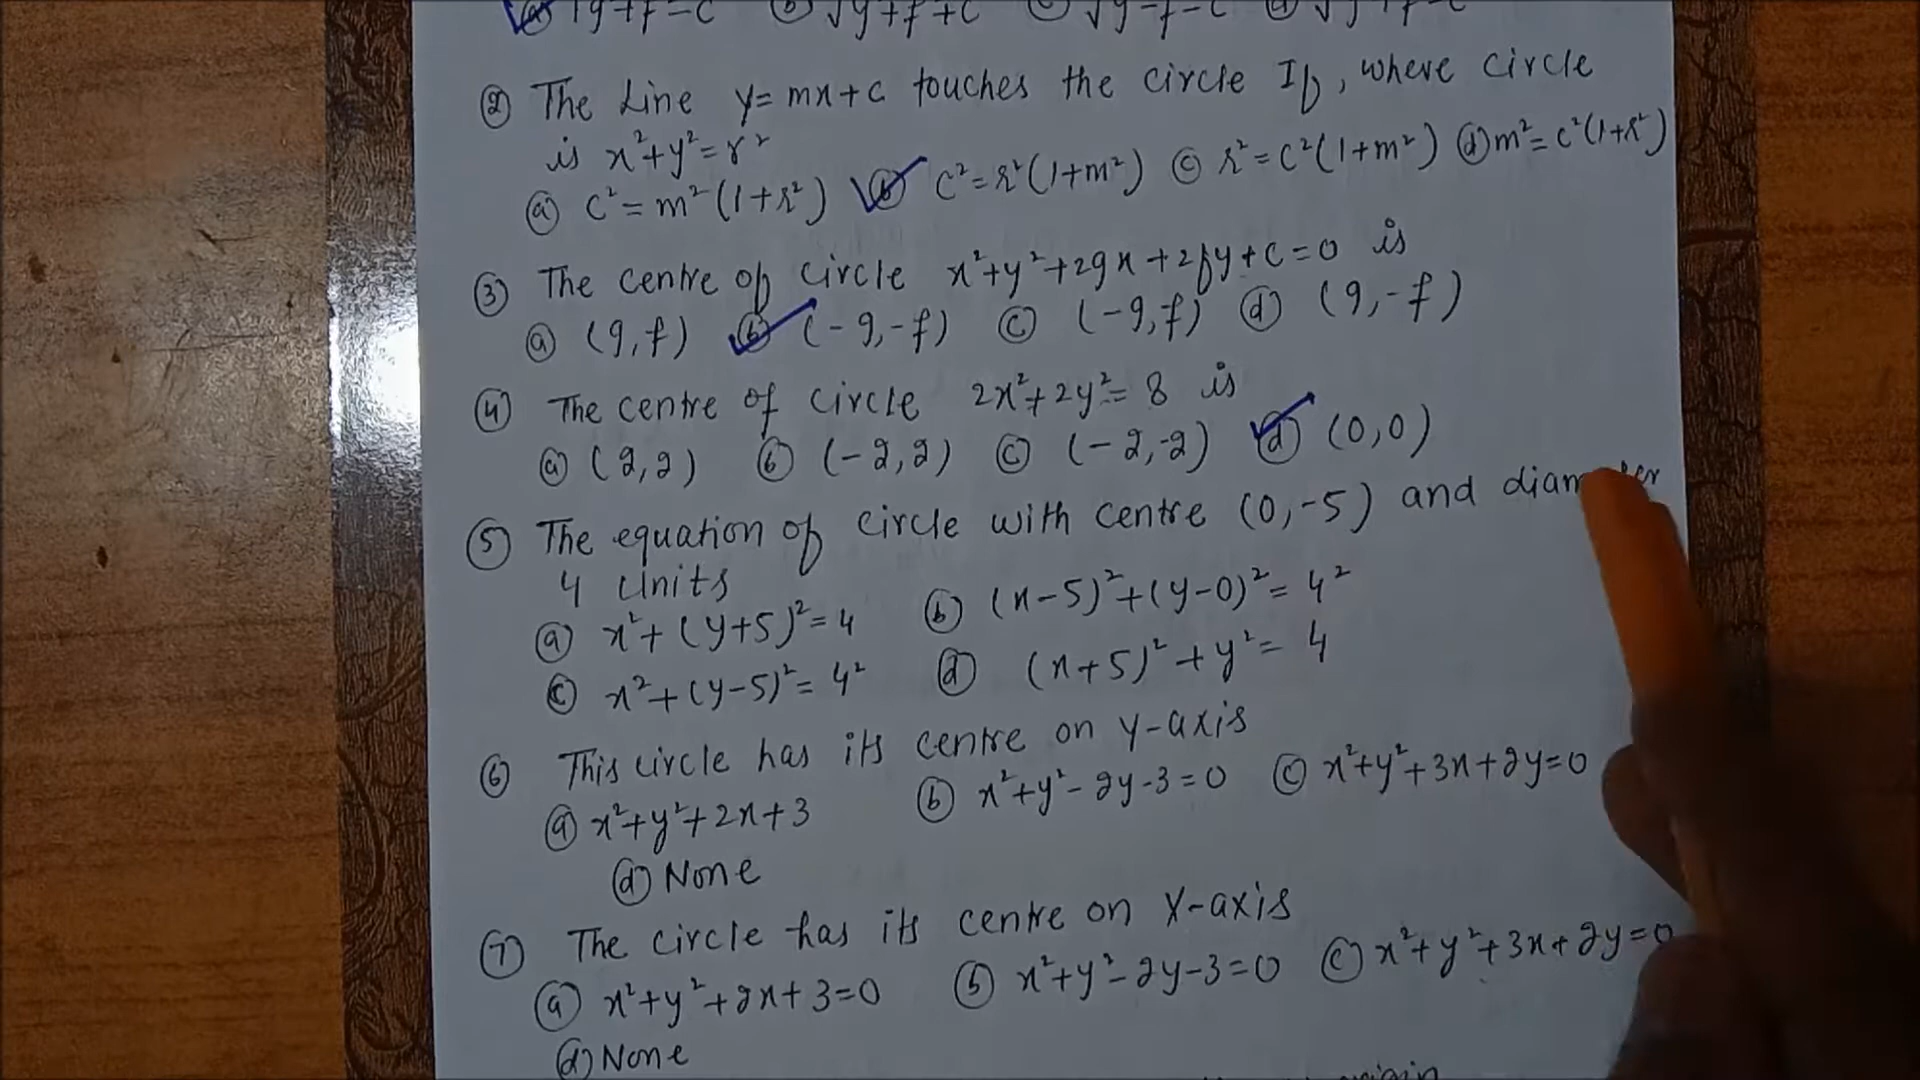 ② The Line y=mx+c touches the circle If, where circle
is x²+y²=r²
ⓐ c²=m²(1+r²) ⓑ c²=r²(1+m²) ⓒ r²=c²(1+m²) ⓓ m²=c²(1+r²)
③ The centre of circle x²+y²+2gx+2fy+c=0 is
ⓐ (g,f) ⓑ (-g,-f) ⓒ (-g,f) ⓓ (g,-f)
④ The centre of circle 2x²+2y²=8 is
ⓐ (2,2) ⓑ (-2,2) ⓒ (-2,-2) ⓓ (0,0)
⑤ The equation of circle with centre (0,-5) and diameter
4 units
ⓐ x²+(y+5)²=4 ⓑ (x-5)²+(y-0)²=4²
ⓒ x²+(y-5)²=4² ⓓ (x+5)²+y²=4
⑥ This circle has its centre on y-axis
ⓐ x²+y²+2x+3 ⓑ x²+y²-2y-3=0 ⓒ x²+y²+3x+2y=0
ⓓ None
⑦ The circle has its centre on X-axis
ⓐ x²+y²+2x+3=0 ⓑ x²+y²-2y-3=0 ⓒ x²+y²+3x+2y=0
ⓓ None